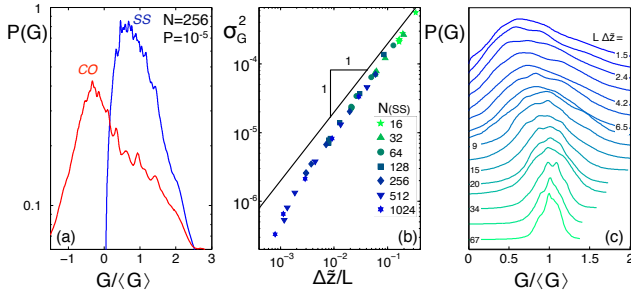 P(G)
SS
N=256
P=10⁻⁵
CO
1
0.1
(a)
−1 0 1 2 3
G/⟨G⟩
σ_G²
10⁻⁴
10⁻⁵
10⁻⁶
1
1
N(SS)
16
32
64
128
256
512
1024
(b)
10⁻³ 10⁻² 10⁻¹
Δz̃/L
P(G)
L Δz̃=
1.5
2.4
4.2
6.5
9
15
20
34
67
(c)
0 0.5 1 1.5 2
G/⟨G⟩